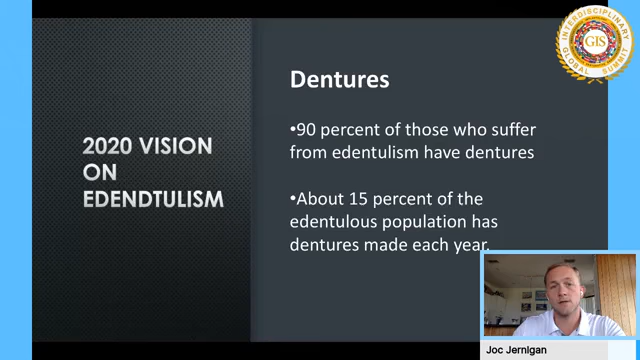 INTERDISCIPLINARY
GIS
GLOBAL SUMMIT
Dentures
•90 percent of those who suffer
from edentulism have dentures
2020 VISION
ON
EDENDTULISM
•About 15 percent of the
edentulous population has
dentures made each year.
Joc Jernigan